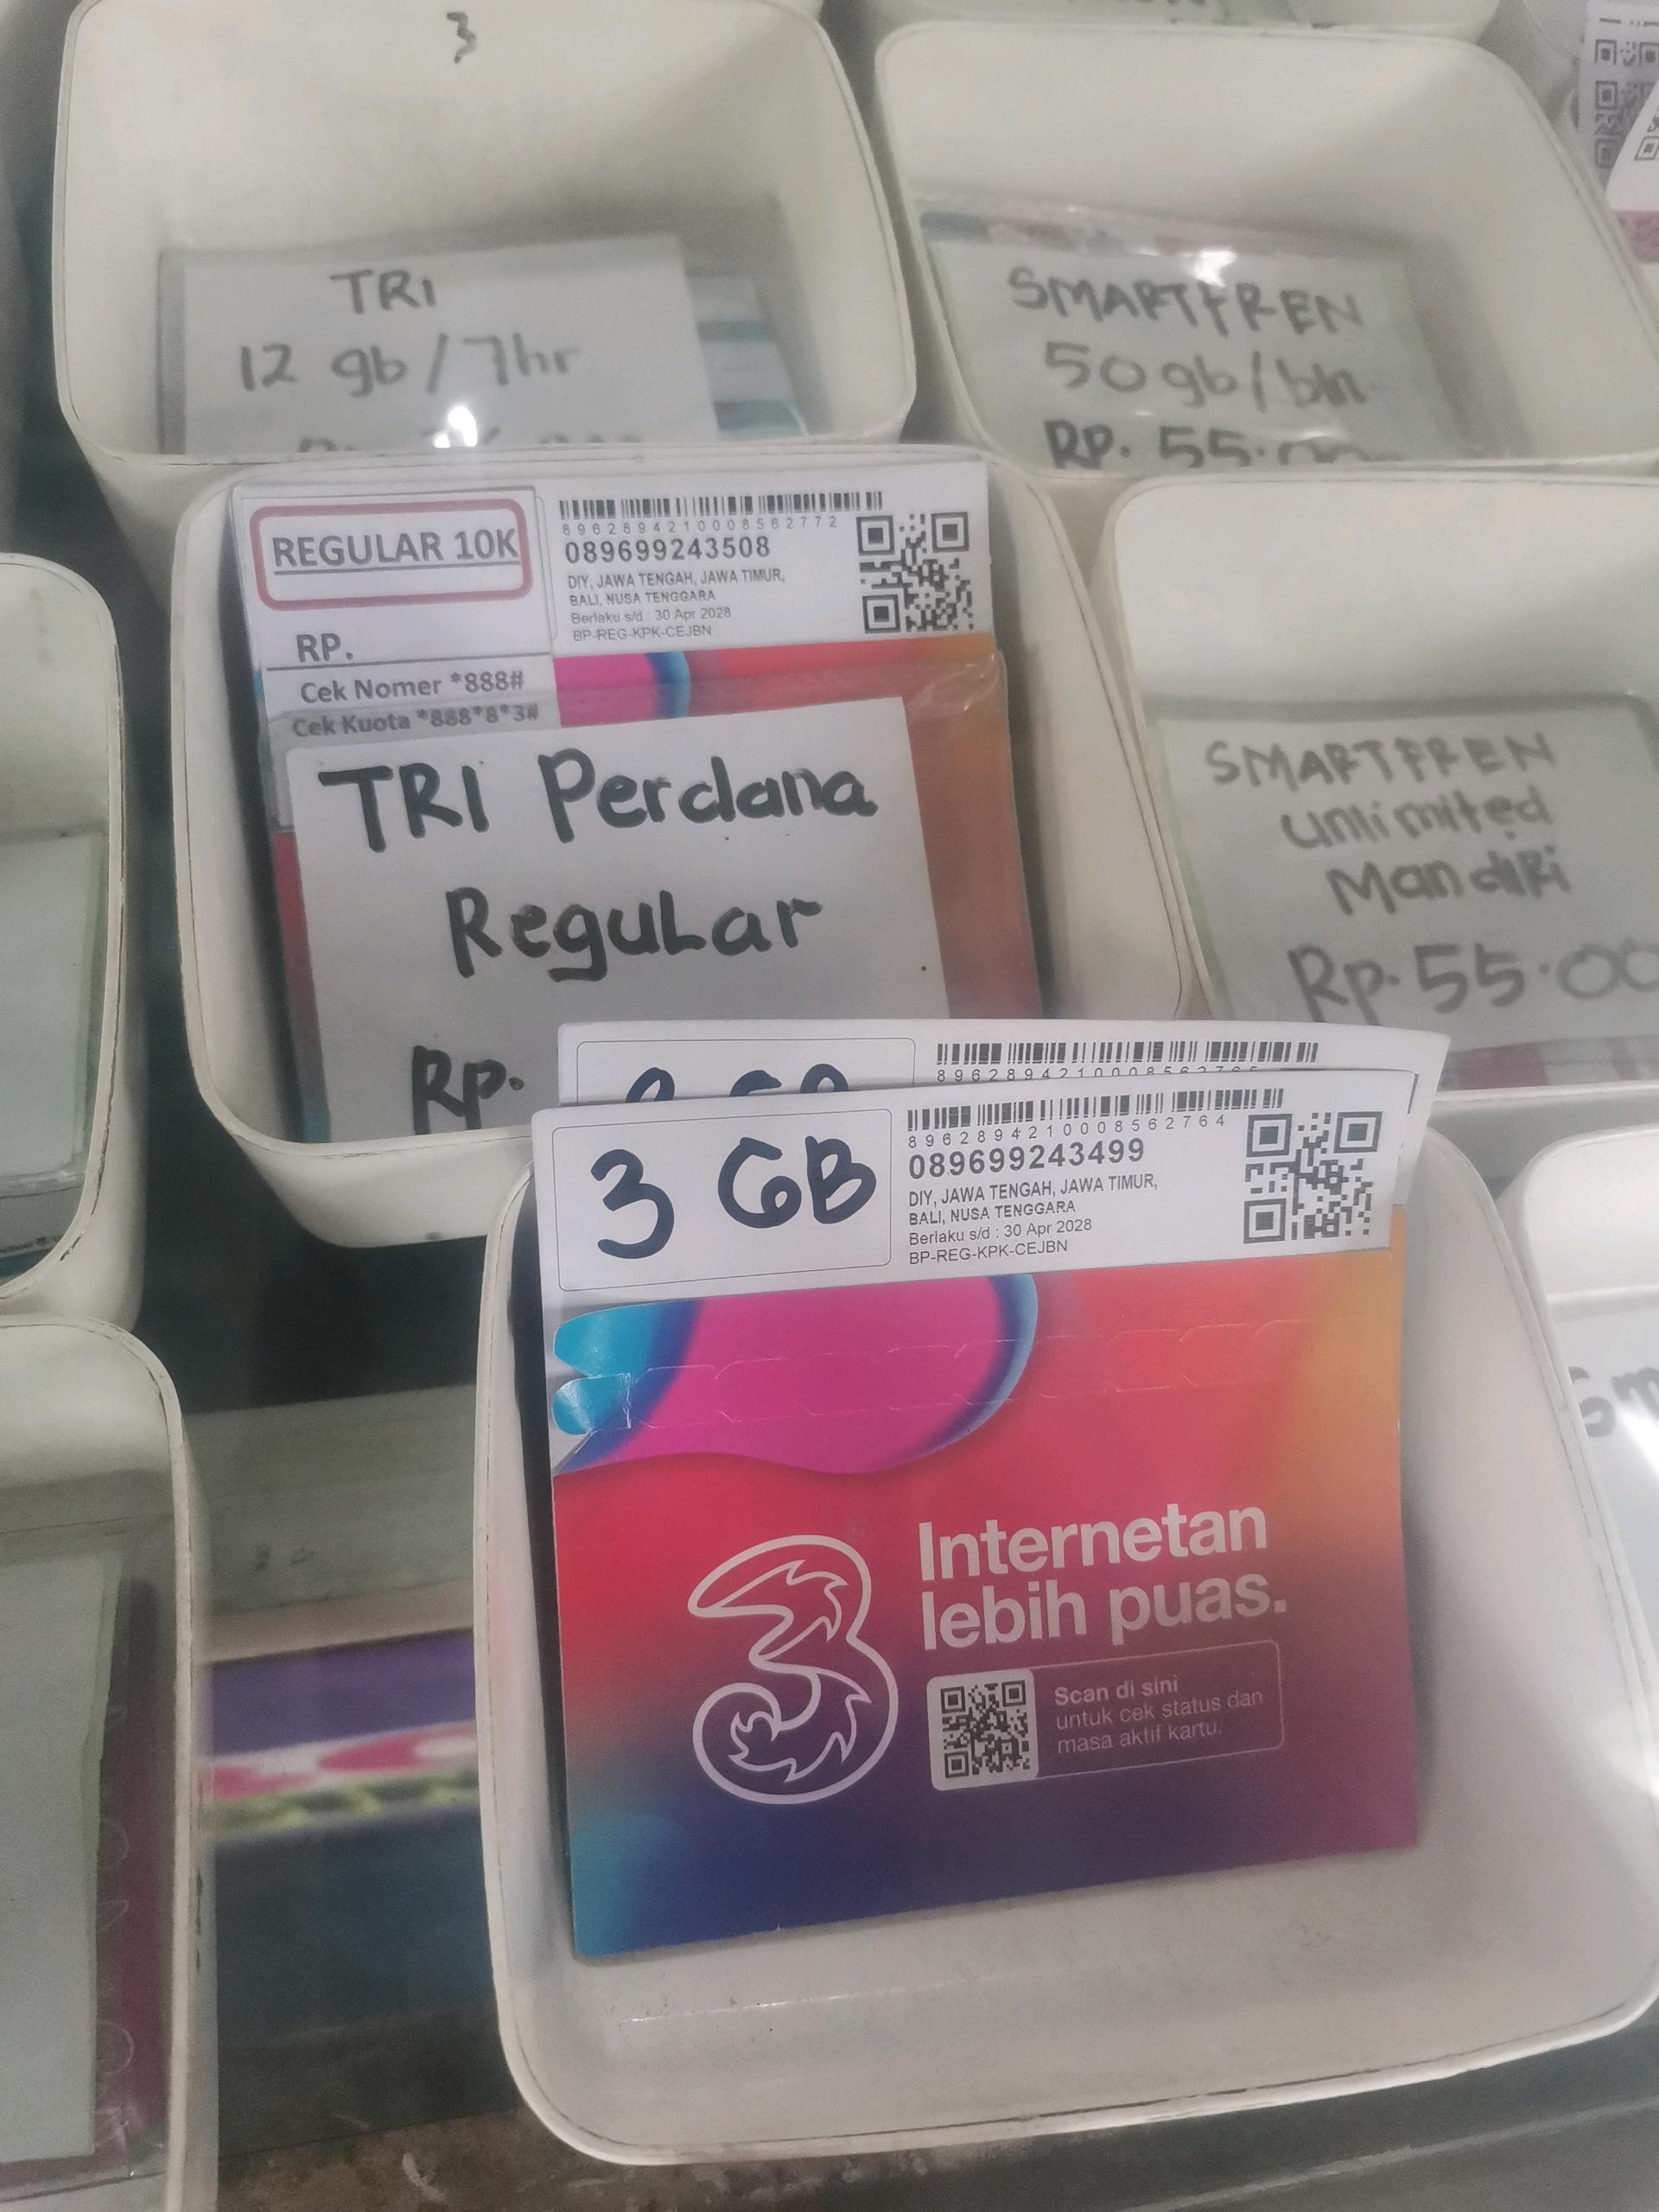 3
TRI
12 gb/7hr
SMARTFREN
50gb/bln
RP. 55.00
REGULAR 10K
RP.
Cek Nomer *888#
Cek Kuota *888*8*3#
8962894210008562772
089699243508
DIY, JAWA TENGAH, JAWA TIMUR,
BALI, NUSA TENGGARA
Berlaku s/d : 30 Apr 2028
BP-REG-KPK-CEJBN
TRI Perdana
Regular
Rp.
SMARTFREN
unlimited
Mandiri
Rp.55.00
3 GB
8962894210008562764
089699243499
DIY, JAWA TENGAH, JAWA TIMUR,
BALI, NUSA TENGGARA
Berlaku s/d : 30 Apr 2028
BP-REG-KPK-CEJBN
Internetan
lebih puas.
Scan di sini
untuk cek status dan
masa aktif kartu.